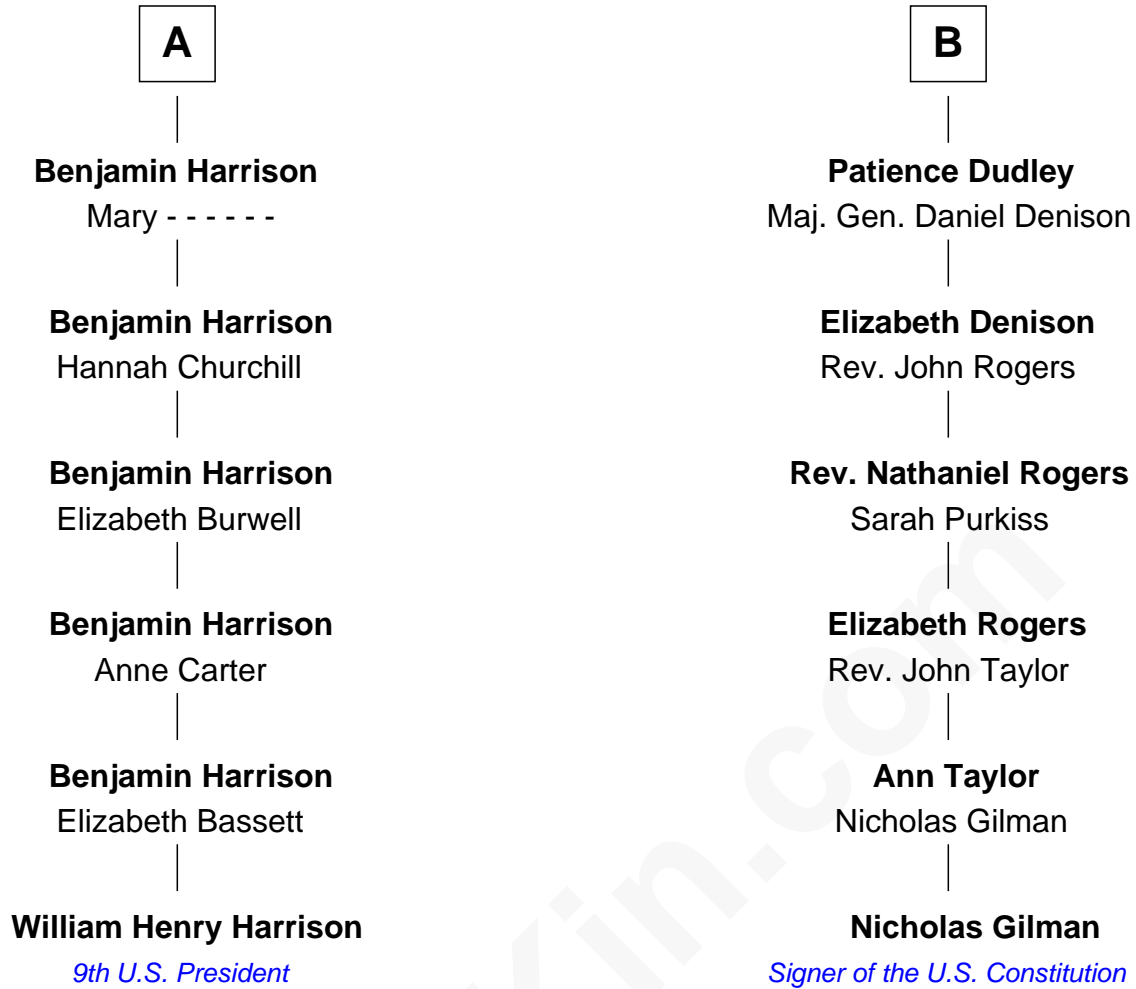 A
Benjamin Harrison
Mary - - - - - -
Benjamin Harrison
Hannah Churchill
Benjamin Harrison
Elizabeth Burwell
Benjamin Harrison
Anne Carter
Benjamin Harrison
Elizabeth Bassett
William Henry Harrison
9th U.S. President
B
Patience Dudley
Maj. Gen. Daniel Denison
Elizabeth Denison
Rev. John Rogers
Rev. Nathaniel Rogers
Sarah Purkiss
Elizabeth Rogers
Rev. John Taylor
Ann Taylor
Nicholas Gilman
Nicholas Gilman
Signer of the U.S. Constitution
Kin.com